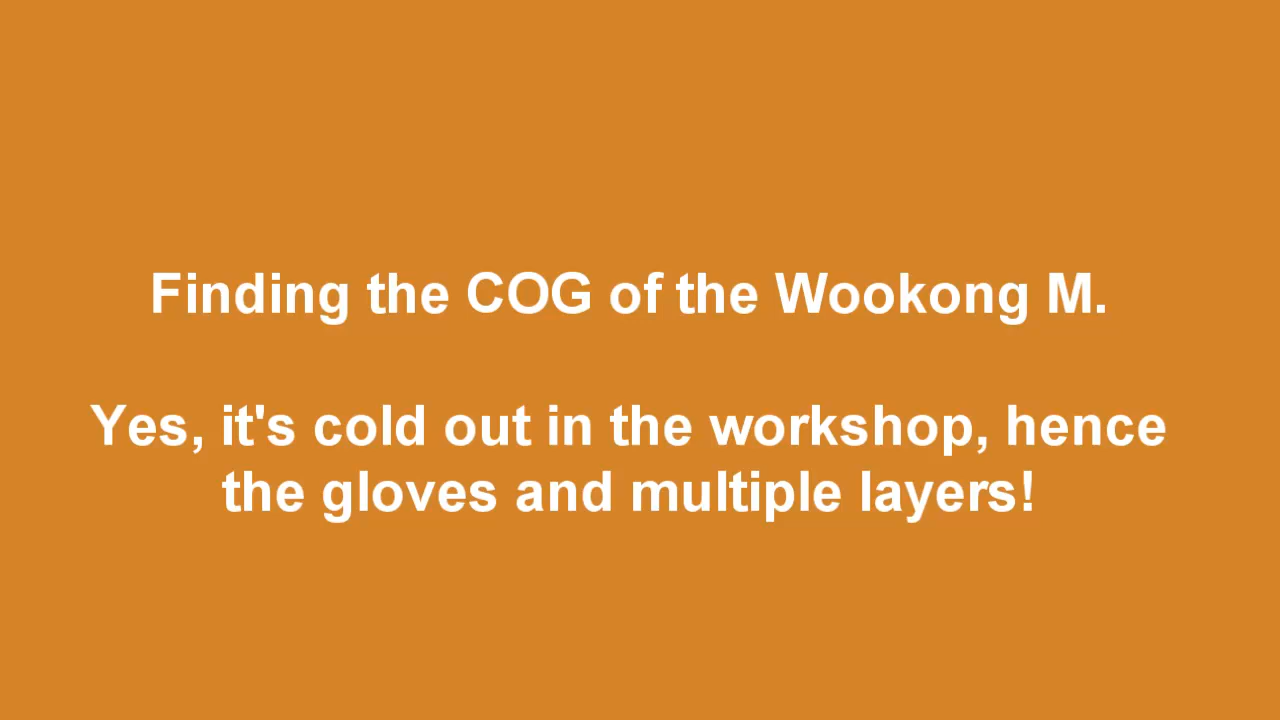 Finding the COG of the Wookong M.
Yes, it's cold out in the workshop, hence
the gloves and multiple layers!